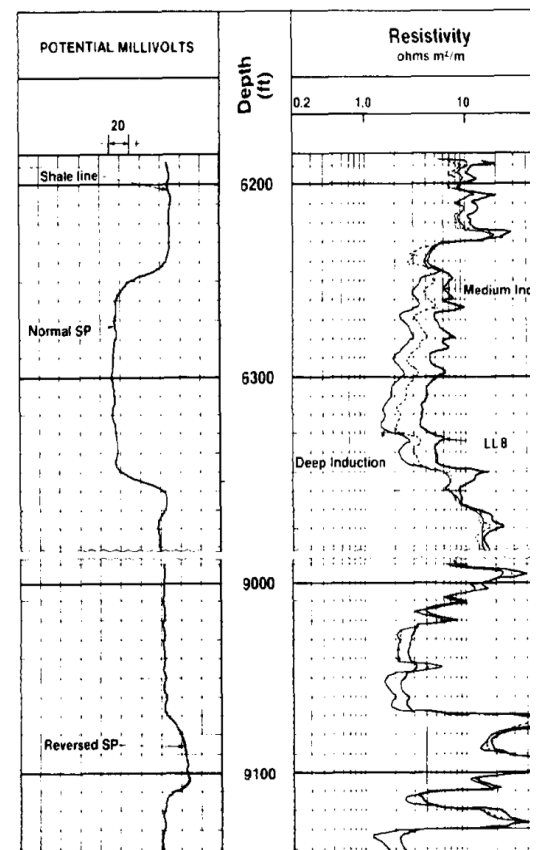 POTENTIAL MILLIVOLTS
Depth
(ft)
Resistivity
ohms m²/m
0.2 1.0 10
20
+
Shale line
6200
Medium Ind
Normal SP
6300
LL8
Deep Induction
9000
Reversed SP
9100